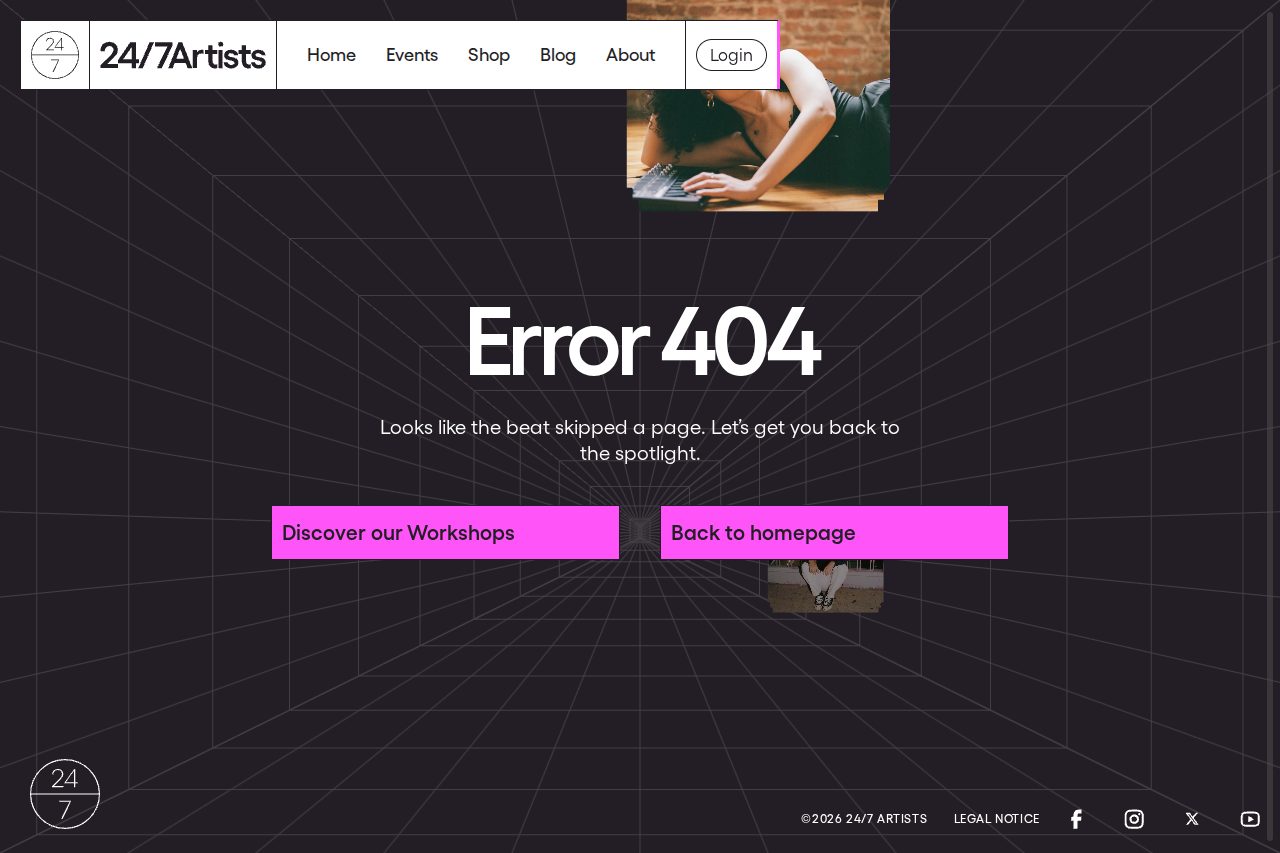 24
7
24/7Artists
Home
Events
Shop
Blog
About
Login
Error 404
Looks like the beat skipped a page. Let's get you back to
the spotlight.
Discover our Workshops
Back to homepage
24
7
©2026 24/7 ARTISTS
LEGAL NOTICE